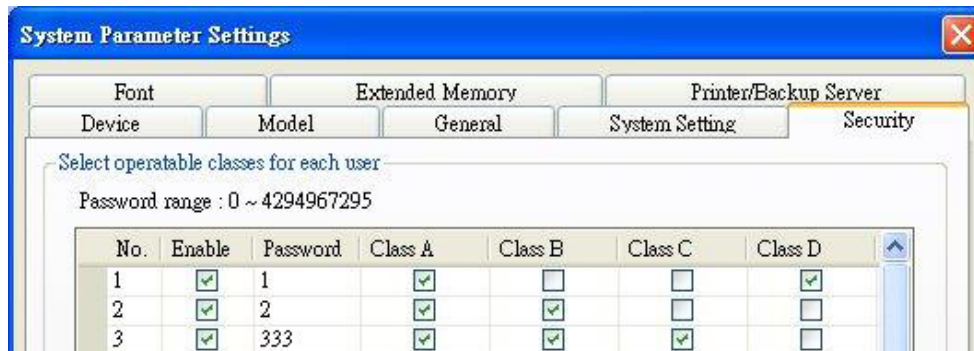 System Parameter Settings
Font Extended Memory Printer/Backup Server
Device Model General System Setting Security
Select operatable classes for each user
Password range : 0 ~ 4294967295
No. Enable Password Class A Class B Class C Class D
1 1
2 2
3 333